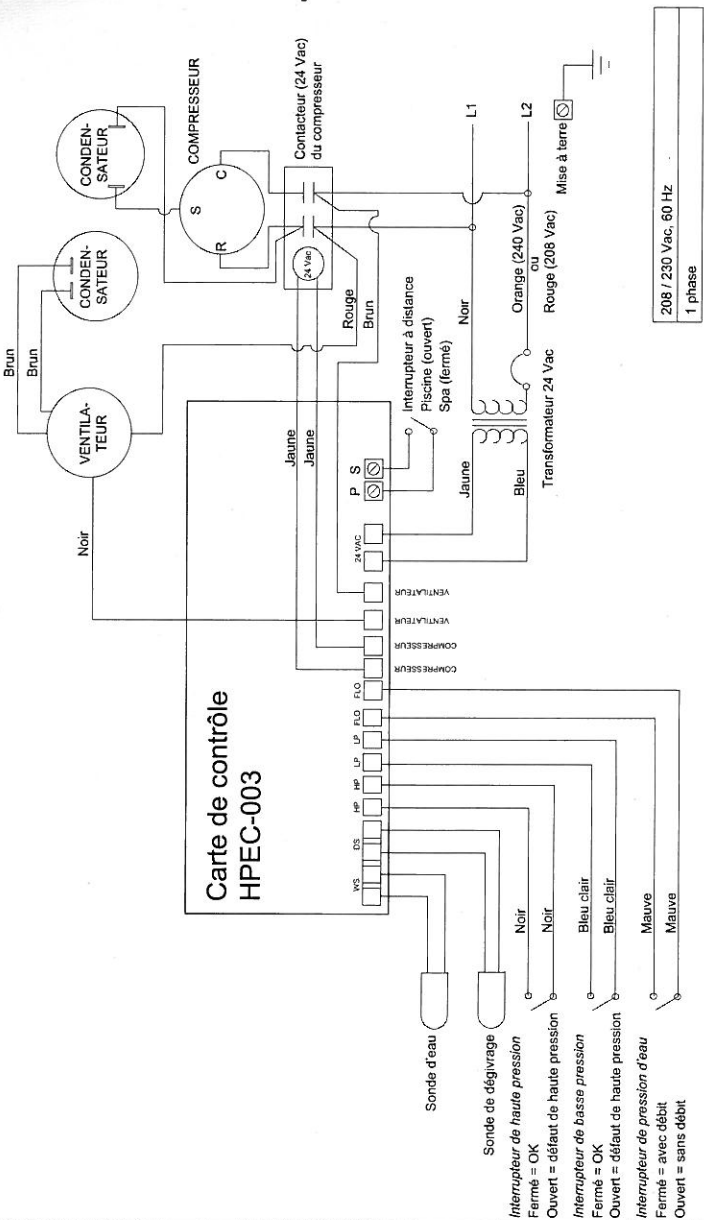 Brun
Brun
CONDEN-
SATEUR
CONDEN-
SATEUR
VENTILA-
TEUR
COMPRESSEUR
S
R
C
Contacteur (24 Vac)
du compresseur
24 Vac
Noir
Jaune
Jaune
Rouge
Brun
Carte de contrôle
HPEC-003
WS
DS
HP
HP
LP
LP
FLO
FLO
COMPRESSEUR
COMPRESSEUR
VENTILATEUR
VENTILATEUR
24 VAC
P
S
Interrupteur à distance
Piscine (ouvert)
Spa (fermé)
Jaune
Bleu
Transformateur 24 Vac
Noir
Orange (240 Vac)
ou
Rouge (208 Vac)
L1
L2
Mise à terre
Sonde d'eau
Sonde de dégivrage
Interrupteur de haute pression
Fermé = OK
Ouvert = défaut de haute pression
Noir
Noir
Interrupteur de basse pression
Fermé = OK
Ouvert = défaut de haute pression
Bleu clair
Bleu clair
Interrupteur de pression d'eau
Fermé = avec débit
Ouvert = sans débit
Mauve
Mauve
208 / 230 Vac, 60 Hz
1 phase